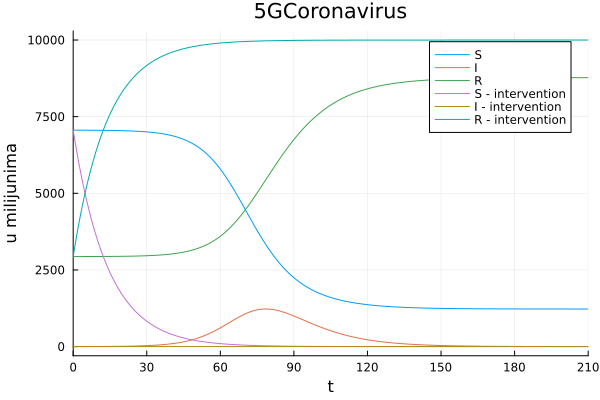 5GCoronavirus
u milijunima
10000
7500
5000
2500
0
S
I
R
S - intervention
I - intervention
R - intervention
0 30 60 90 120 150 180 210
t